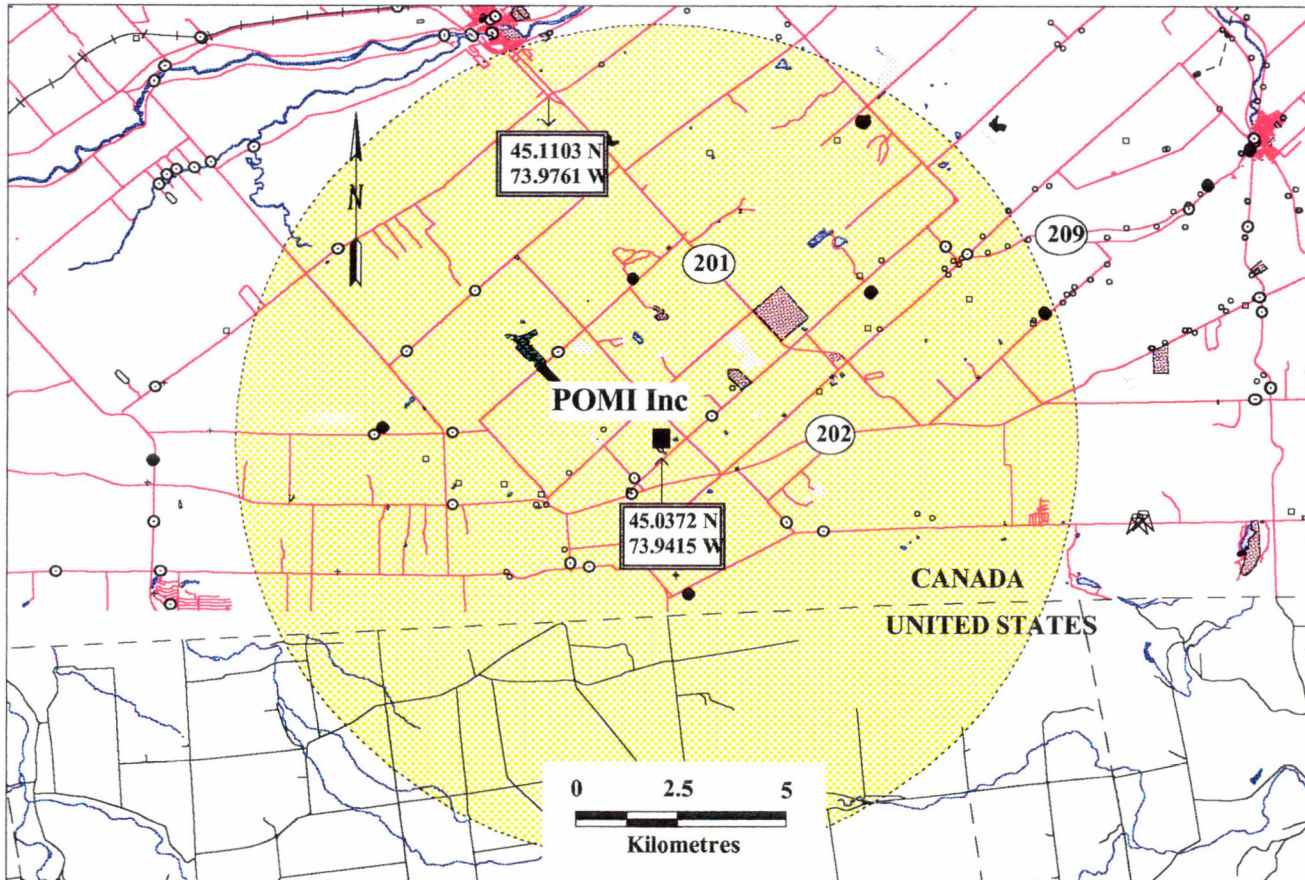 45.1103 N
73.9761 W
N
201
209
POMI Inc
202
45.0372 N
73.9415 W
CANADA
UNITED STATES
0 2.5 5
Kilometres